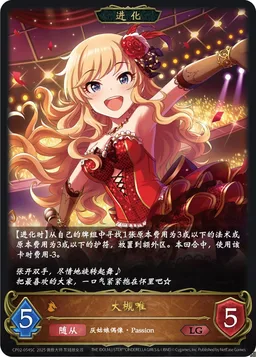 进化
【进化时】从自己的牌组中寻找1张原本费用为3或以下的法术或
原本费用为3或以下的护符，放置到额外区。本回合中，使用该
卡时费用-3。
张开双手，尽情地旋转起舞♪
把最喜欢的大家，一口气紧紧抱在怀里吧☆
大槻唯
5
随从
灰姑娘偶像·Passion
LG
5